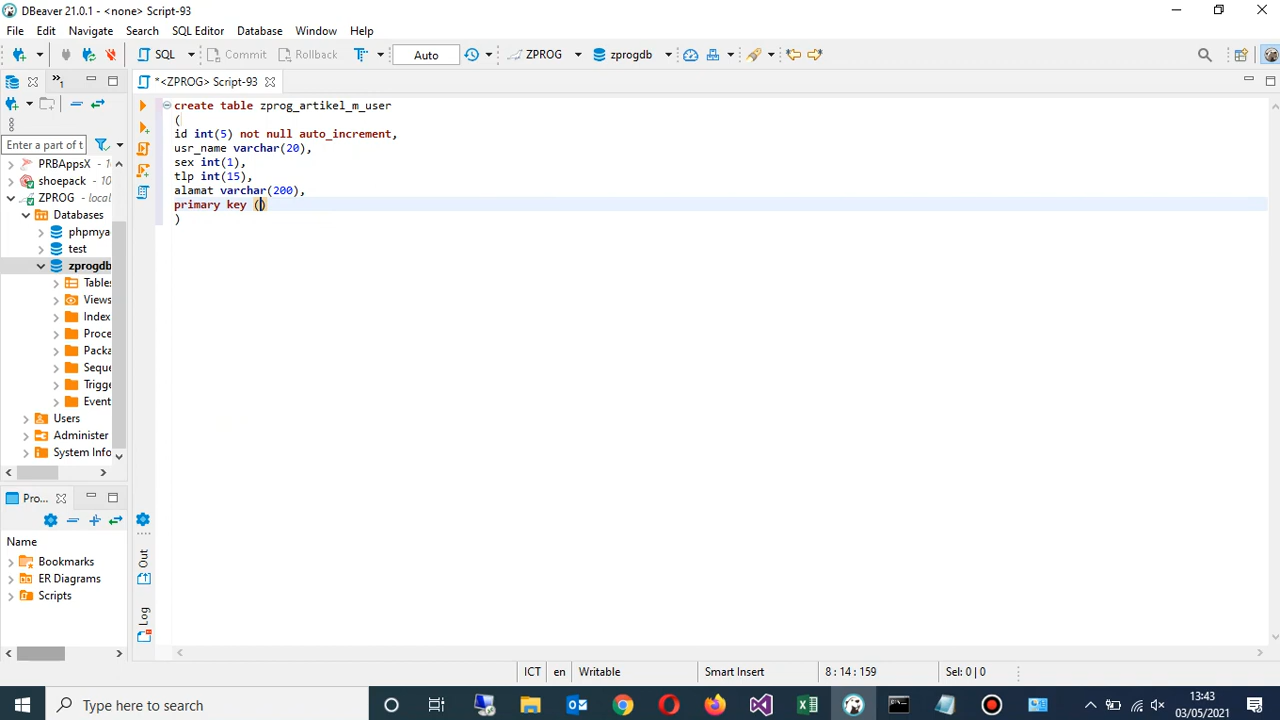 DBeaver 21.0.1 - <none> Script-93
File Edit Navigate Search SQL Editor Database Window Help
SQL Commit Rollback Auto ZPROG zprogdb
1
*<ZPROG> Script-93
Enter a part of t
PRBAppsX - 10
shoepack - 10
ZPROG - local
Databases
phpmya
test
zprogdb
Tables
Views
Index
Proce
Packa
Seque
Trigge
Event
Users
Administer
System Info
create table zprog_artikel_m_user
(
id int(5) not null auto_increment,
usr_name varchar(20),
sex int(1),
tlp int(15),
alamat varchar(200),
primary key ()
)
Out
Log
Pro...
Name
Bookmarks
ER Diagrams
Scripts
ICT en Writable Smart Insert 8 : 14 : 159 Sel: 0 | 0
Type here to search
13:43
03/05/2021